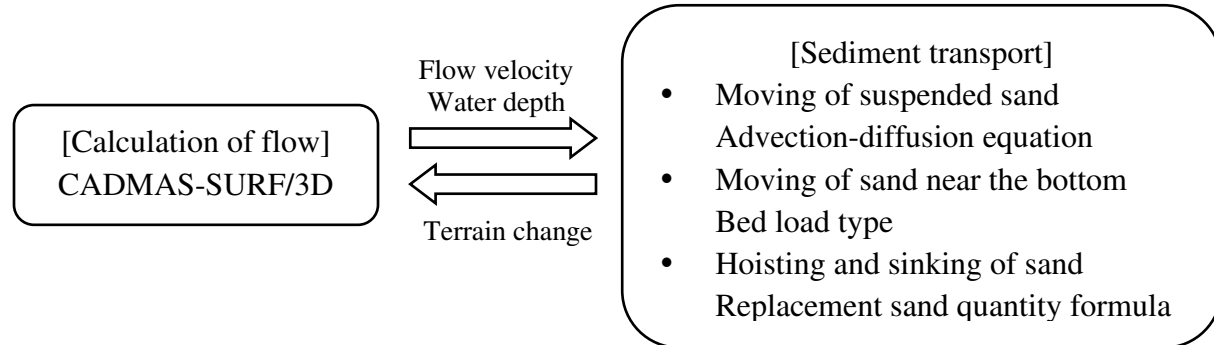 [Calculation of flow]
CADMAS-SURF/3D
Flow velocity
Water depth
Terrain change
[Sediment transport]
• Moving of suspended sand
Advection-diffusion equation
• Moving of sand near the bottom
Bed load type
• Hoisting and sinking of sand
Replacement sand quantity formula